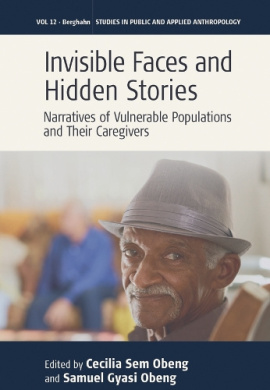 VOL 12 · Berghahn STUDIES IN PUBLIC AND APPLIED ANTHROPOLOGY
Invisible Faces and
Hidden Stories
Narratives of Vulnerable Populations
and Their Caregivers
Edited by Cecilia Sem Obeng
and Samuel Gyasi Obeng